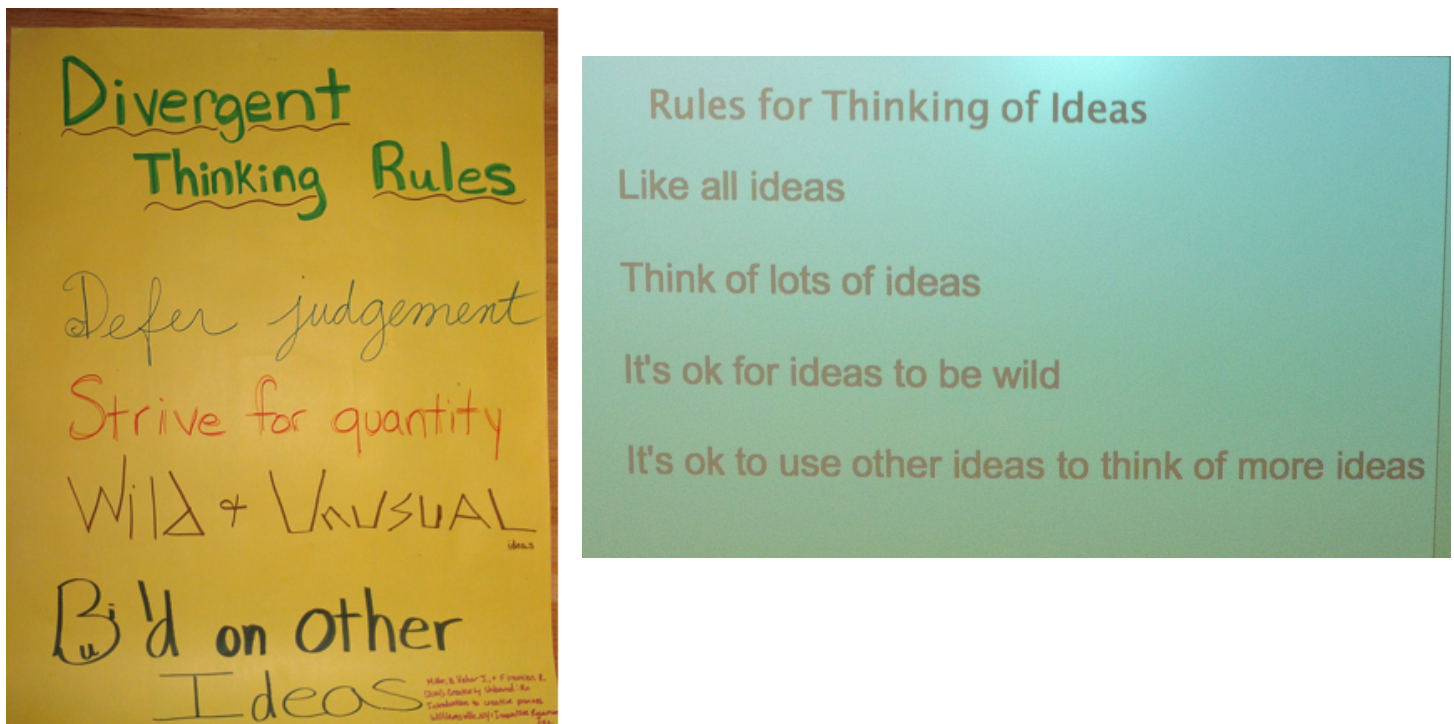 Divergent
Thinking Rules
Defer judgement
Strive for quantity
Wild + Unusual
ideas
Build on other
Ideas
Rules for Thinking of Ideas
Like all ideas
Think of lots of ideas
It's ok for ideas to be wild
It's ok to use other ideas to think of more ideas